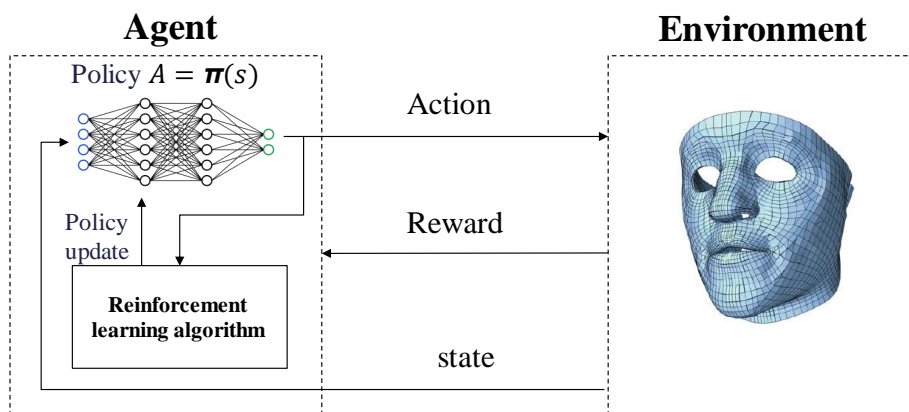 Agent
Environment
Policy A = π(s)
Action
Policy
update
Reward
Reinforcement
learning algorithm
state